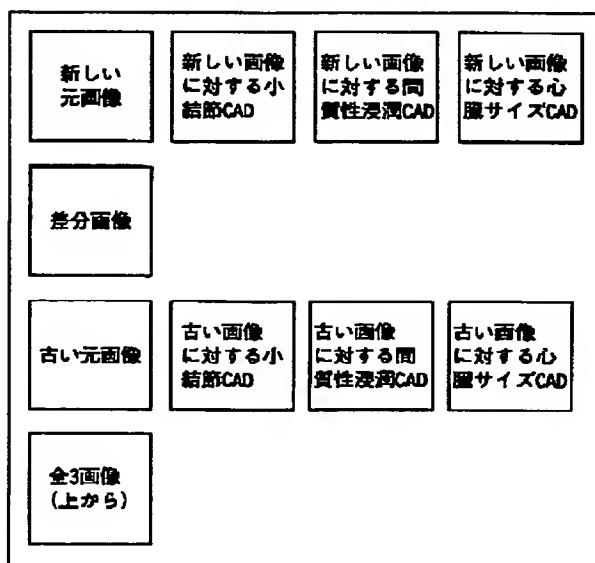 新しい
元画像
新しい画像
に対する小
結節CAD
新しい画像
に対する間
質性浸潤CAD
新しい画像
に対する心
臓サイズCAD
差分画像
古い元画像
古い画像
に対する小
結節CAD
古い画像
に対する間
質性浸潤CAD
古い画像
に対する心
臓サイズCAD
全3画像
(上から)